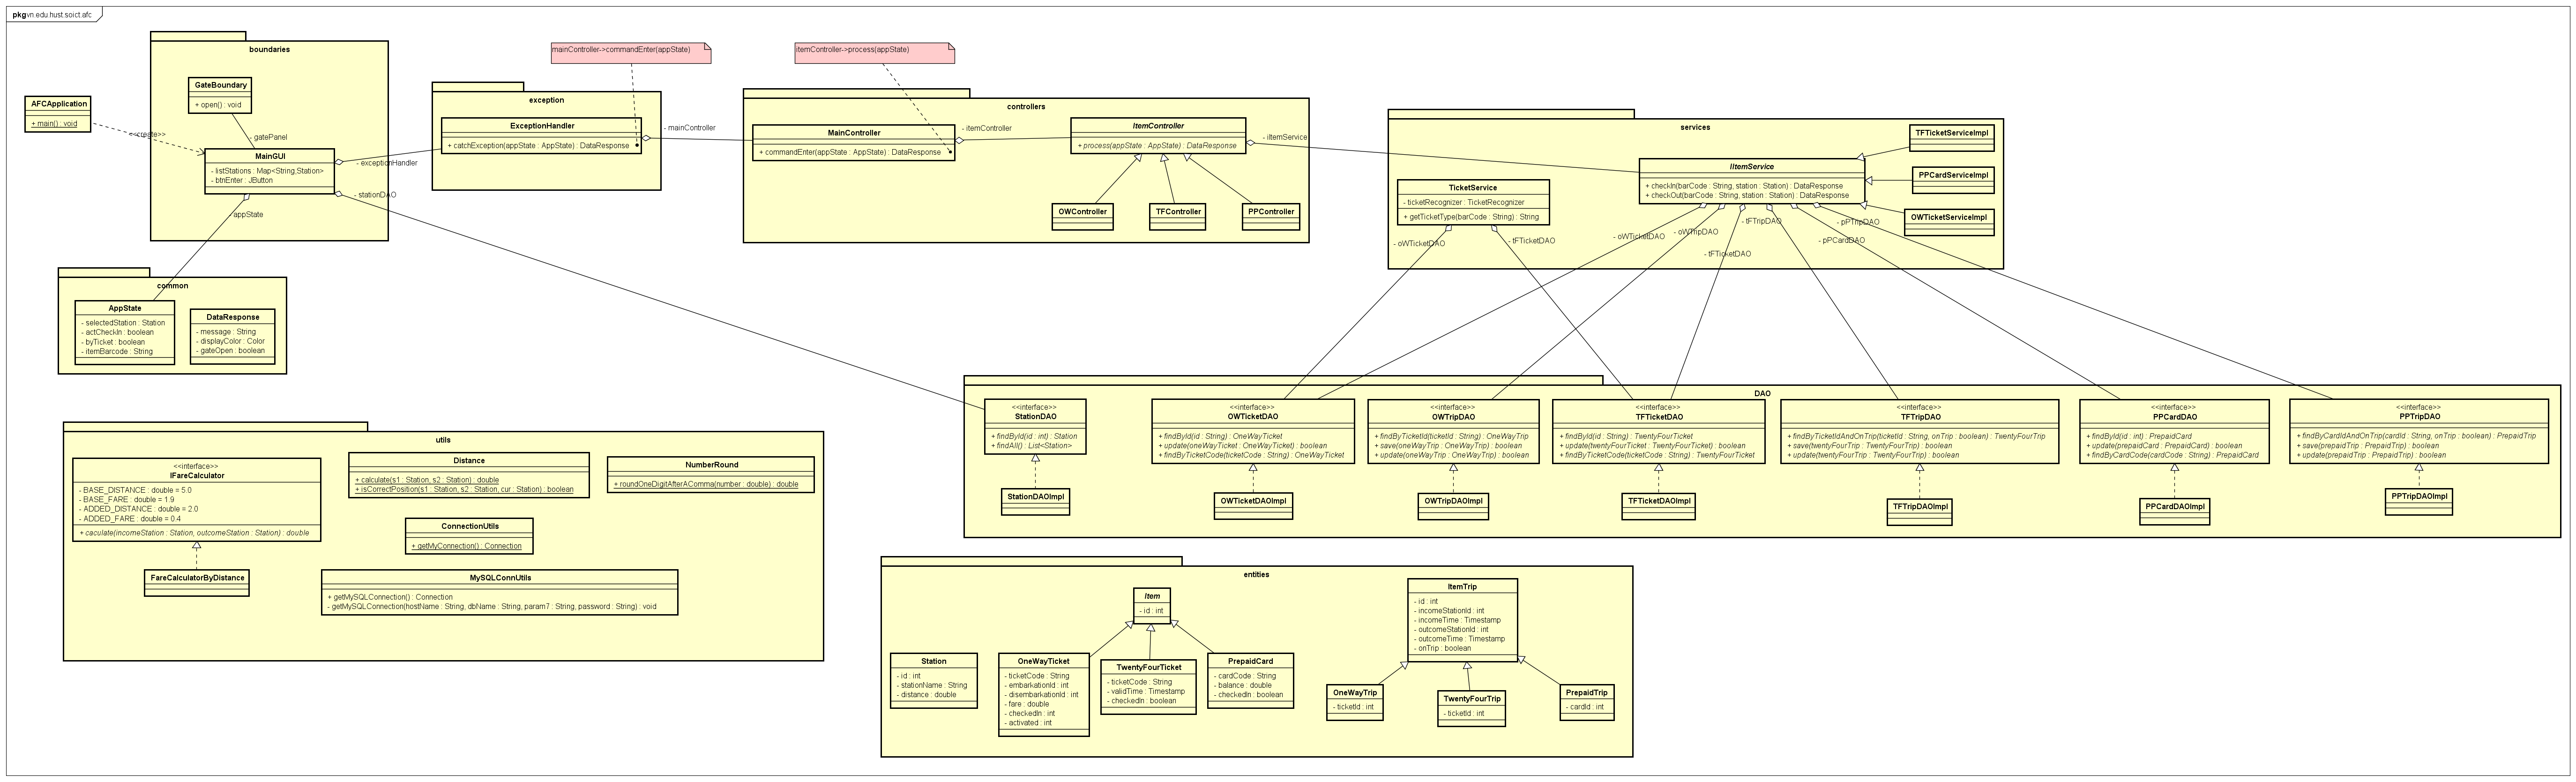 pkg vn.edu.hust.soict.afc
boundaries
GateBoundary
+ open() : void
- gatePanel
AFCApplication
+ main() : void
<<create>>
MainGUI
- listStations : Map<String,Station>
- btnEnter : JButton
- exceptionHandler
- stationDAO
appState
mainController->commandEnter(appState)
exception
ExceptionHandler
+ catchException(appState : AppState) : DataResponse
- mainController
itemController->process(appState)
controllers
MainController
+ commandEnter(appState : AppState) : DataResponse
- itemController
ItemController
+ process(appState : AppState) : DataResponse
- iItemService
OWController
TFController
PPController
services
TicketService
- ticketRecognizer : TicketRecognizer
+ getTicketType(barCode : String) : String
IItemService
+ checkIn(barCode : String, station : Station) : DataResponse
+ checkOut(barCode : String, station : Station) : DataResponse
TFTicketServiceImpl
PPCardServiceImpl
OWTicketServiceImpl
- oWTicketDAO
- tFTicketDAO
- oWTicketDAO
- oWTripDAO
- tFTicketDAO
- tFTripDAO
- pPCardDAO
- pPTripDAO
common
AppState
- selectedStation : Station
- actCheckIn : boolean
- byTicket : boolean
- itemBarcode : String
DataResponse
- message : String
- displayColor : Color
- gateOpen : boolean
DAO
<<interface>>
StationDAO
+ findById(id : int) : Station
+ findAll() : List<Station>
StationDAOImpl
<<interface>>
OWTicketDAO
+ findById(id : String) : OneWayTicket
+ update(oneWayTicket : OneWayTicket) : boolean
+ findByTicketCode(ticketCode : String) : OneWayTicket
OWTicketDAOImpl
<<interface>>
OWTripDAO
+ findByTicketId(ticketId : String) : OneWayTrip
+ save(oneWayTrip : OneWayTrip) : boolean
+ update(oneWayTrip : OneWayTrip) : boolean
OWTripDAOImpl
<<interface>>
TFTicketDAO
+ findById(id : String) : TwentyFourTicket
+ update(twentyFourTicket : TwentyFourTicket) : boolean
+ findByTicketCode(ticketCode : String) : TwentyFourTicket
TFTicketDAOImpl
<<interface>>
TFTripDAO
+ findByTicketIdAndOnTrip(ticketId : String, onTrip : boolean) : TwentyFourTrip
+ save(twentyFourTrip : TwentyFourTrip) : boolean
+ update(twentyFourTrip : TwentyFourTrip) : boolean
TFTripDAOImpl
<<interface>>
PPCardDAO
+ findById(id : int) : PrepaidCard
+ update(prepaidCard : PrepaidCard) : boolean
+ findByCardCode(cardCode : String) : PrepaidCard
PPCardDAOImpl
<<interface>>
PPTripDAO
+ findByCardIdAndOnTrip(cardId : String, onTrip : boolean) : PrepaidTrip
+ save(prepaidTrip : PrepaidTrip) : boolean
+ update(prepaidTrip : PrepaidTrip) : boolean
PPTripDAOImpl
utils
<<interface>>
IFareCalculator
- BASE_DISTANCE : double = 5.0
- BASE_FARE : double = 1.9
- ADDED_DISTANCE : double = 2.0
- ADDED_FARE : double = 0.4
+ caculate(incomeStation : Station, outcomeStation : Station) : double
FareCalculatorByDistance
Distance
+ calculate(s1 : Station, s2 : Station) : double
+ isCorrectPosition(s1 : Station, s2 : Station, cur : Station) : boolean
NumberRound
+ roundOneDigitAfterAComma(number : double) : double
ConnectionUtils
+ getMyConnection() : Connection
MySQLConnUtils
+ getMySQLConnection() : Connection
- getMySQLConnection(hostName : String, dbName : String, param7 : String, password : String) : void
entities
Item
- id : int
Station
- id : int
- stationName : String
- distance : double
OneWayTicket
- ticketCode : String
- embarkationId : int
- disembarkationId : int
- fare : double
- checkedIn : int
- activated : int
TwentyFourTicket
- ticketCode : String
- validTime : Timestamp
- checkedIn : boolean
PrepaidCard
- cardCode : String
- balance : double
- checkedIn : boolean
ItemTrip
- id : int
- incomeStationId : int
- incomeTime : Timestamp
- outcomeStationId : int
- outcomeTime : Timestamp
- onTrip : boolean
OneWayTrip
- ticketId : int
TwentyFourTrip
- ticketId : int
PrepaidTrip
- cardId : int